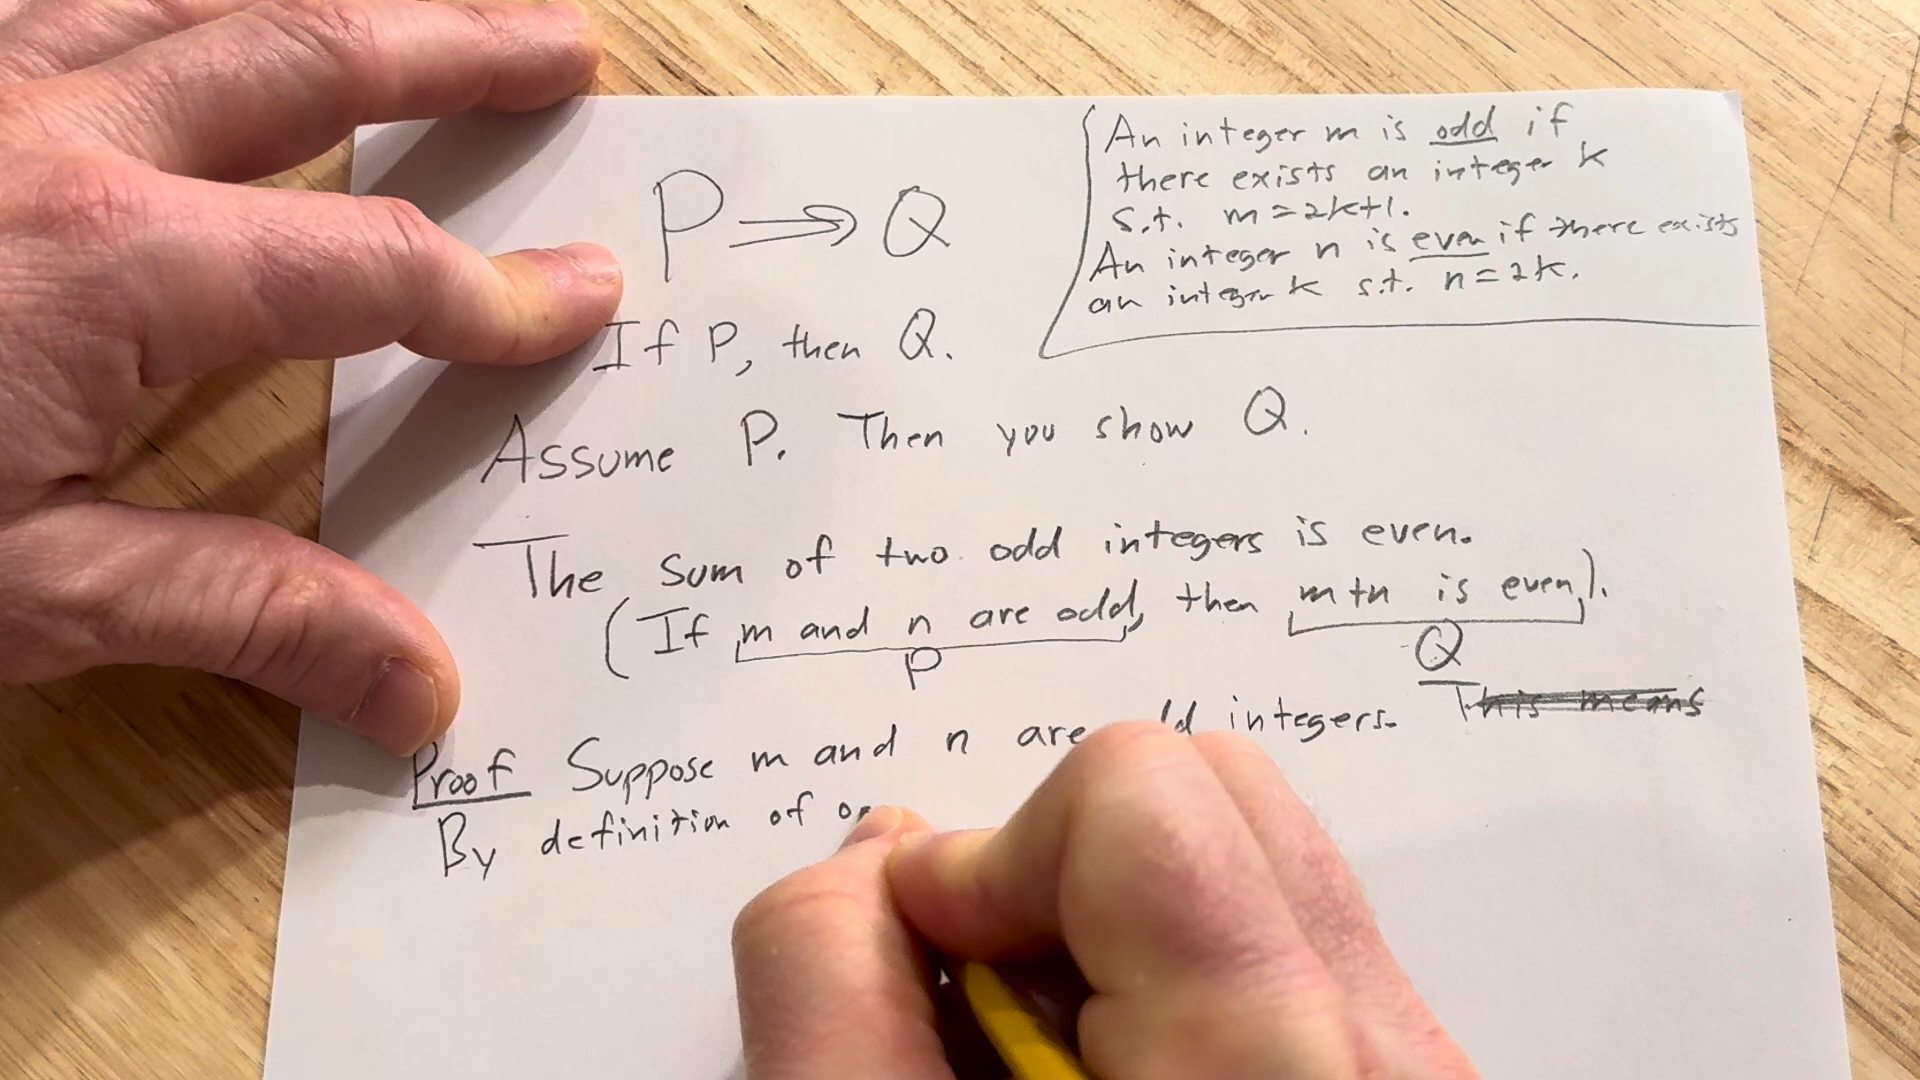 P ⟹ Q
If P, then Q.
An integer m is odd if
there exists an integer k
s.t. m = 2k+1.
An integer n is even if there exists
an integer k s.t. n = 2k.
Assume P. Then you show Q.
The sum of two odd integers is even.
(If m and n are odd, then m+n is even).
P Q
Proof Suppose m and n are integers. This means
By definition of